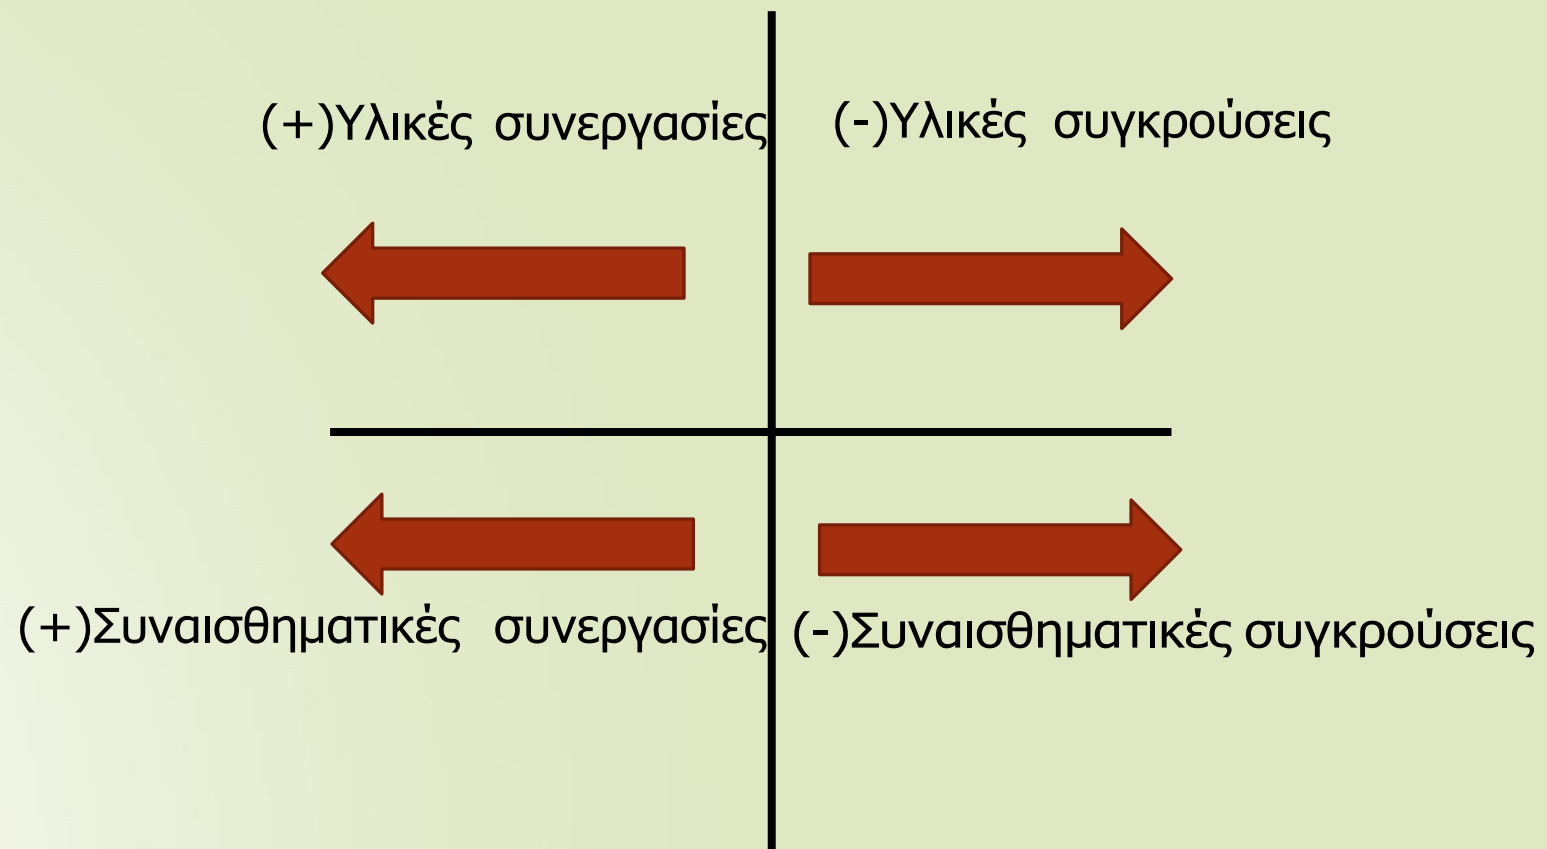 (+)Υλικές συνεργασίες
(-)Υλικές συγκρούσεις
(+)Συναισθηματικές συνεργασίες
(-)Συναισθηματικές συγκρούσεις